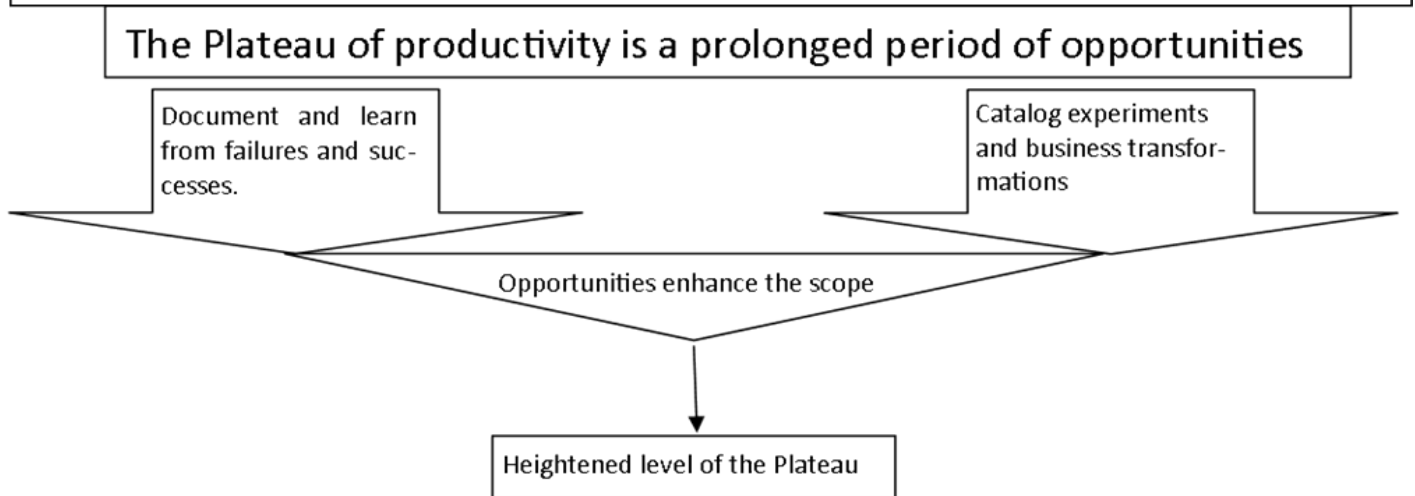 The Plateau of productivity is a prolonged period of opportunities
Document and learn
from failures and suc-
cesses.
Catalog experiments
and business transfor-
mations
Opportunities enhance the scope
Heightened level of the Plateau